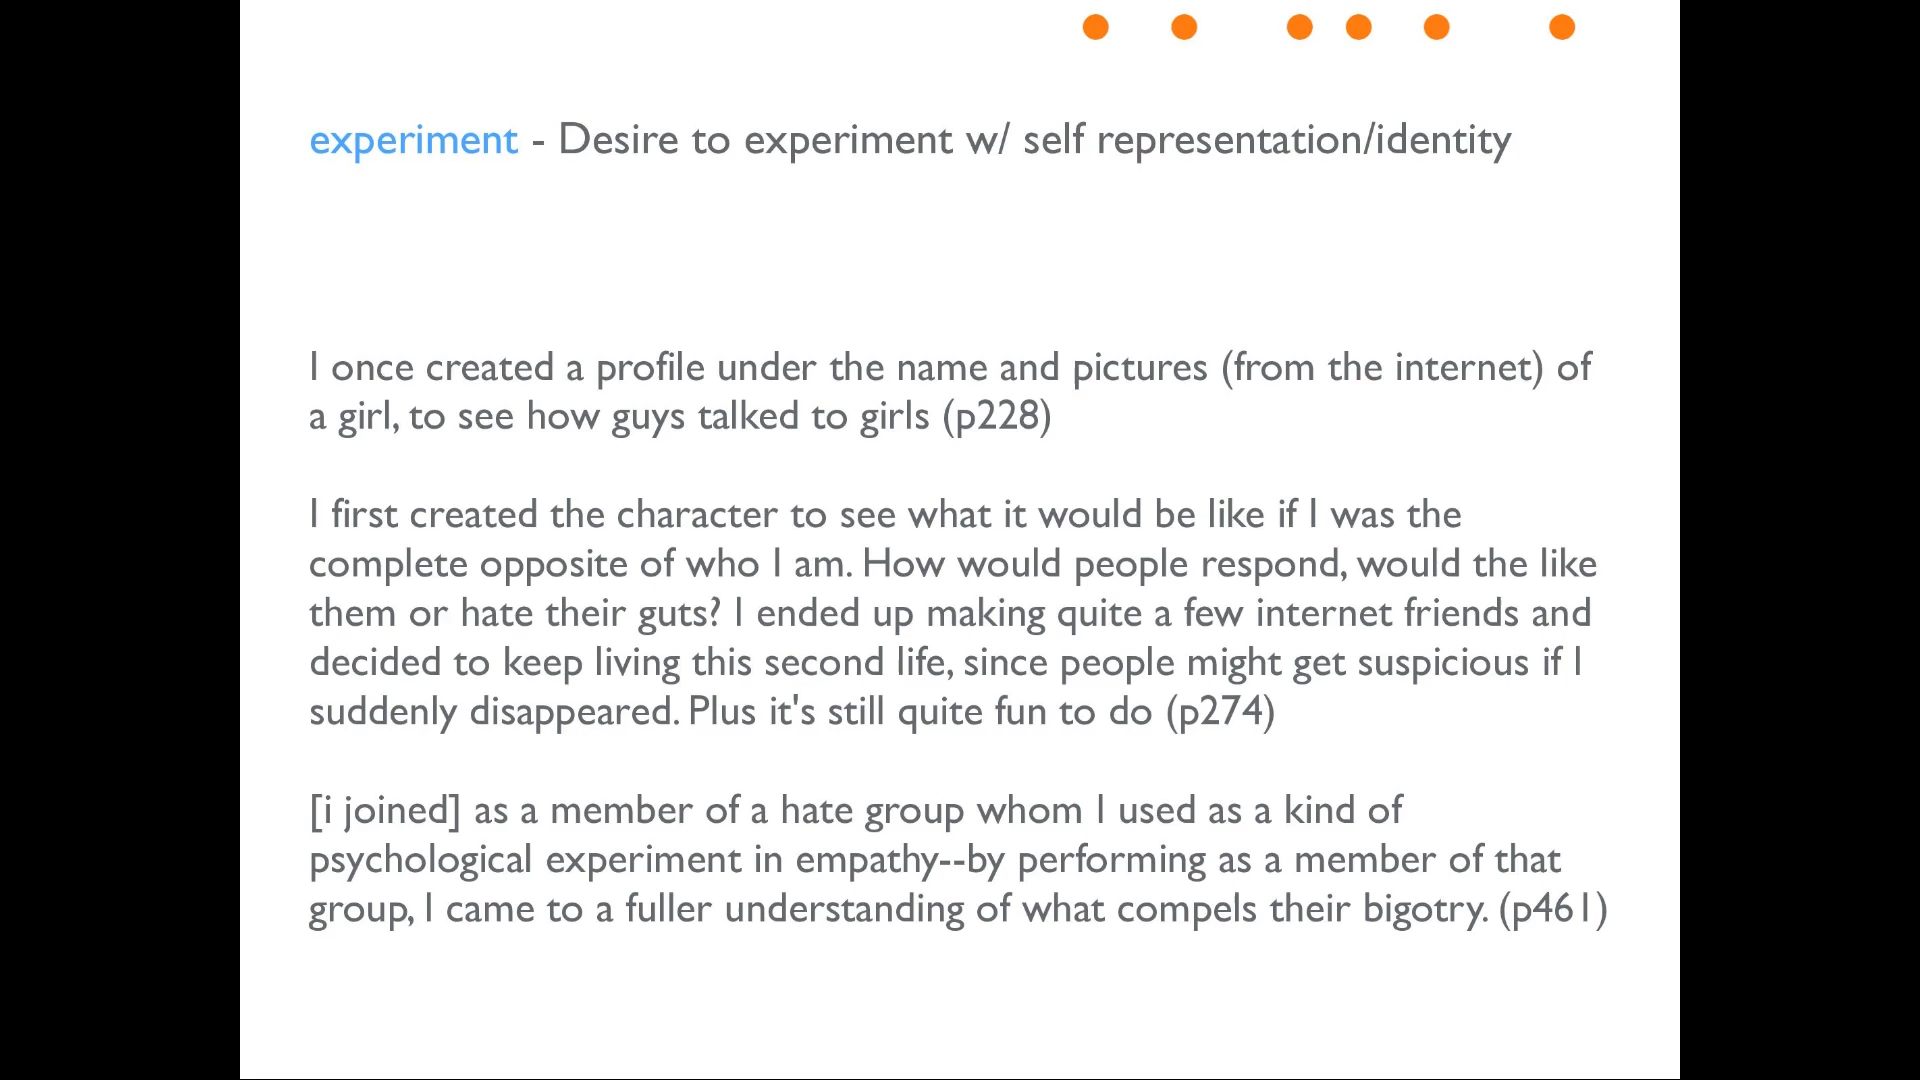 experiment - Desire to experiment w/ self representation/identity
I once created a profile under the name and pictures (from the internet) of
a girl, to see how guys talked to girls (p228)
I first created the character to see what it would be like if I was the
complete opposite of who I am. How would people respond, would the like
them or hate their guts? I ended up making quite a few internet friends and
decided to keep living this second life, since people might get suspicious if I
suddenly disappeared. Plus it's still quite fun to do (p274)
[i joined] as a member of a hate group whom I used as a kind of
psychological experiment in empathy--by performing as a member of that
group, I came to a fuller understanding of what compels their bigotry. (p461)